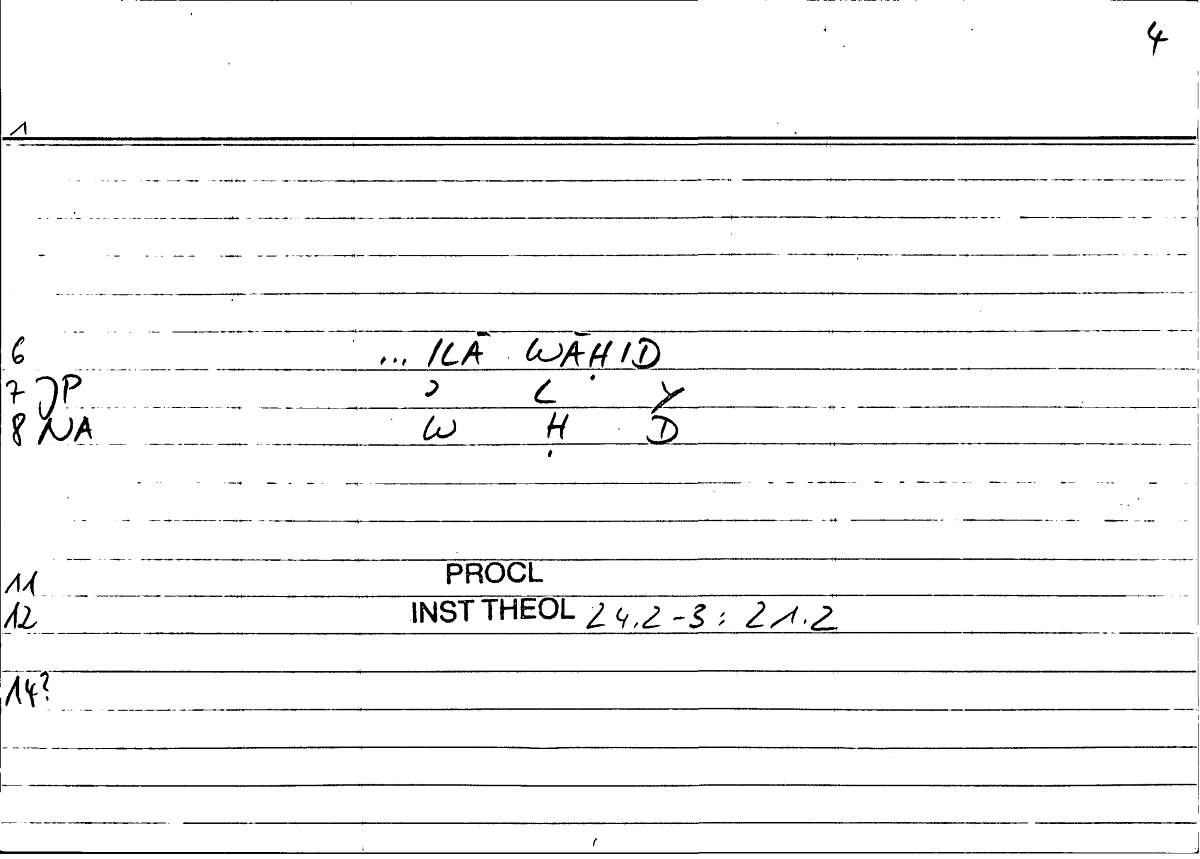 4
1
6 ... ILĀ WĀḤID
7 JP ʾ L Y
8 NA W Ḥ D
11 PROCL
12 INST THEOL 24.2-3 : 21.2
14?